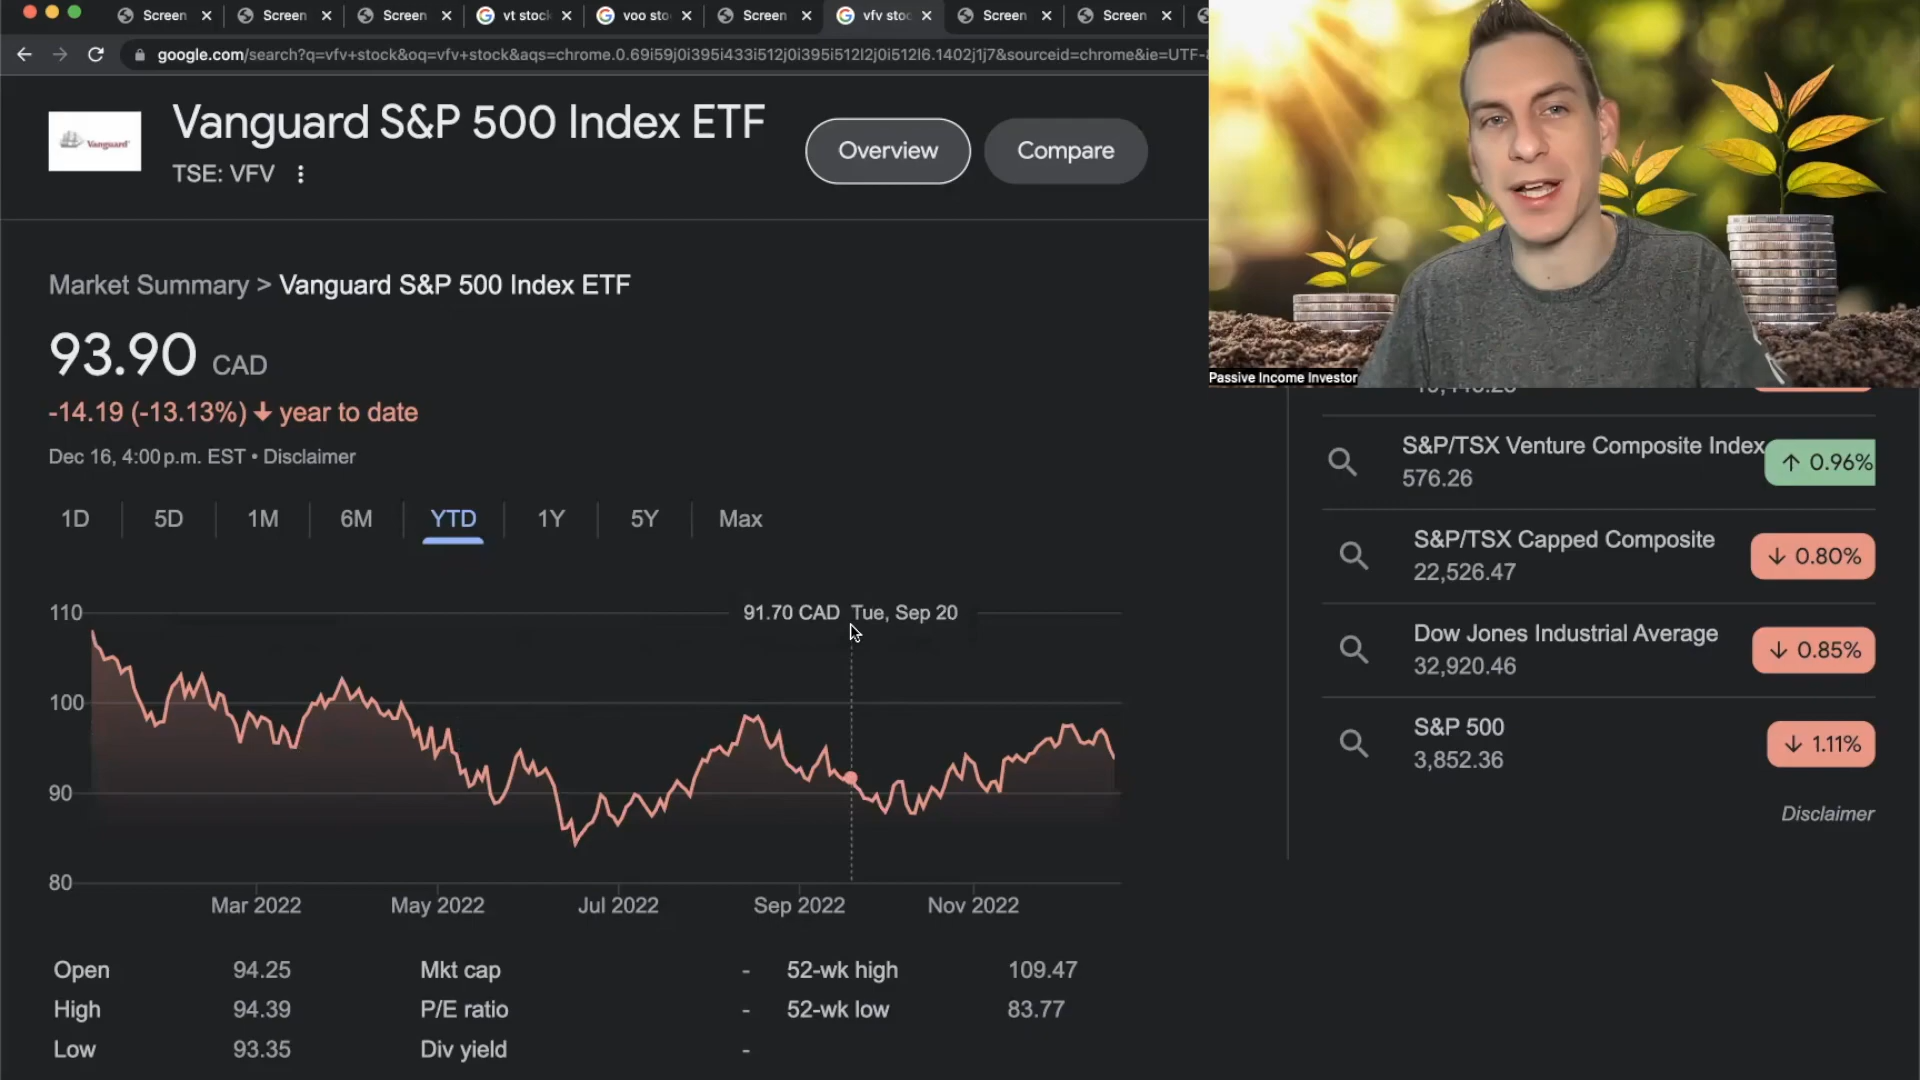 Screen
Screen
Screen
vt stock
voo sto
Screen
vfv stoc
Screen
Screen
google.com/search?q=vfv+stock&oq=vfv+stock&aqs=chrome.0.69i59j0i395i433i512j0i395i512l2j0i512l6.1402j1j7&sourceid=chrome&ie=UTF-
Vanguard
Vanguard S&P 500 Index ETF
TSE: VFV
Overview
Compare
Passive Income Investor
Market Summary > Vanguard S&P 500 Index ETF
93.90 CAD
-14.19 (-13.13%) ↓ year to date
Dec 16, 4:00 p.m. EST • Disclaimer
1D 5D 1M 6M YTD 1Y 5Y Max
91.70 CAD Tue, Sep 20
110
100
90
80
Mar 2022 May 2022 Jul 2022 Sep 2022 Nov 2022
Open 94.25 Mkt cap - 52-wk high 109.47
High 94.39 P/E ratio - 52-wk low 83.77
Low 93.35 Div yield -
S&P/TSX Venture Composite Index
576.26
↑ 0.96%
S&P/TSX Capped Composite
22,526.47
↓ 0.80%
Dow Jones Industrial Average
32,920.46
↓ 0.85%
S&P 500
3,852.36
↓ 1.11%
Disclaimer